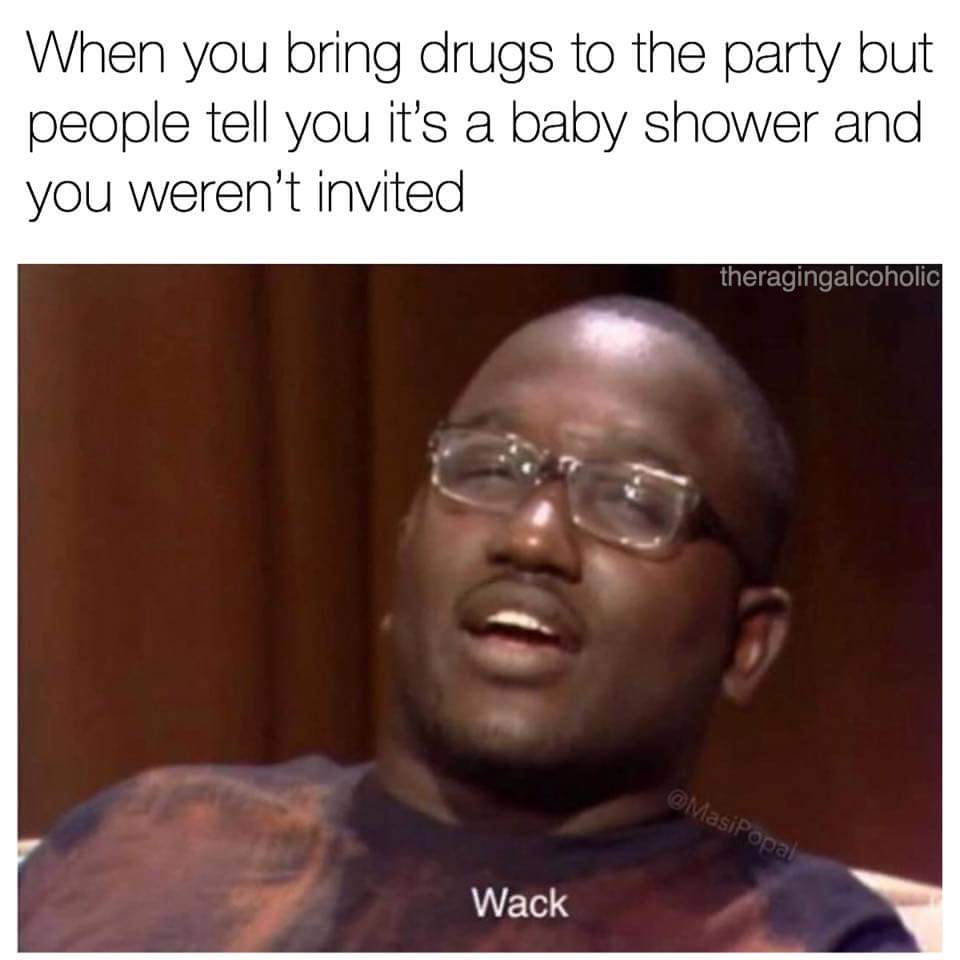 When you bring drugs to the party but
people tell you it's a baby shower and
you weren't invited
theragingalcoholic
@MasiPopal
Wack